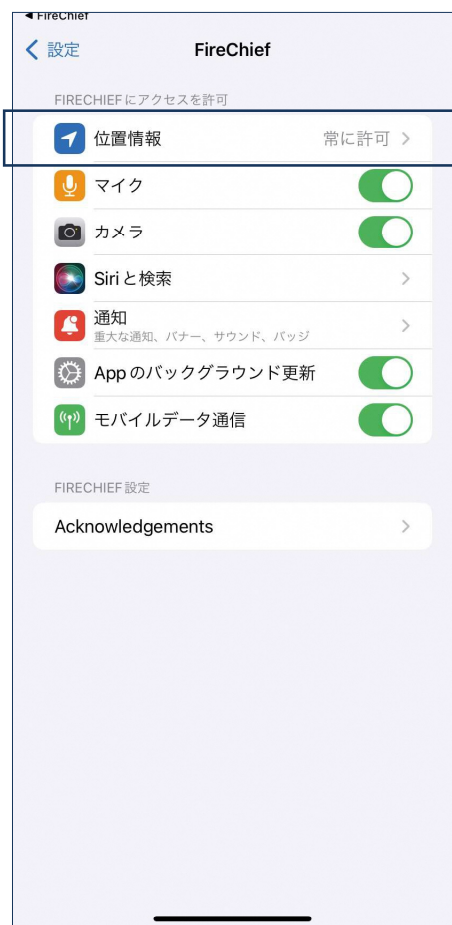 ◀ FireChief
設定
FireChief
FIRECHIEFにアクセスを許可
位置情報 常に許可
マイク
カメラ
Siriと検索
通知
重大な通知、バナー、サウンド、バッジ
Appのバックグラウンド更新
モバイルデータ通信
FIRECHIEF設定
Acknowledgements